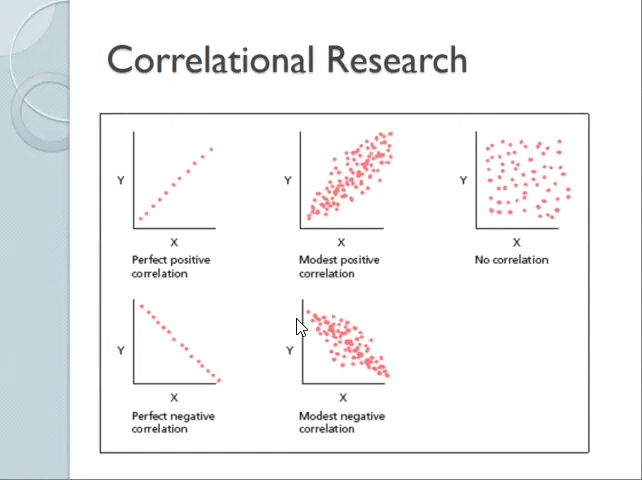 Correlational Research
Y
X
Perfect positive
correlation
Y
X
Modest positive
correlation
Y
X
No correlation
Y
X
Perfect negative
correlation
Y
X
Modest negative
correlation